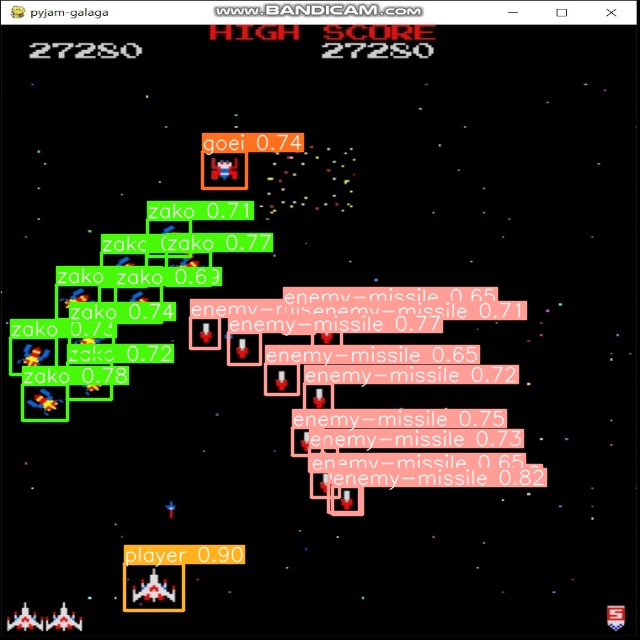 www.BANDICAM.com
pyjam-galaga
HIGH SCORE
27280 27280
goei 0.74
zako 0.71
zako zako 0.77
zako zako 0.69
enemy-missile 0.65
zako 0.74 enemy-missile 0.71
zako enemy-missile 0.77
zako 0.72 enemy-missile 0.65
zako 0.78 enemy-missile 0.72
enemy-missile 0.75
enemy-missile 0.73
enemy-missile 0.65
enemy-missile 0.82
player 0.90
S